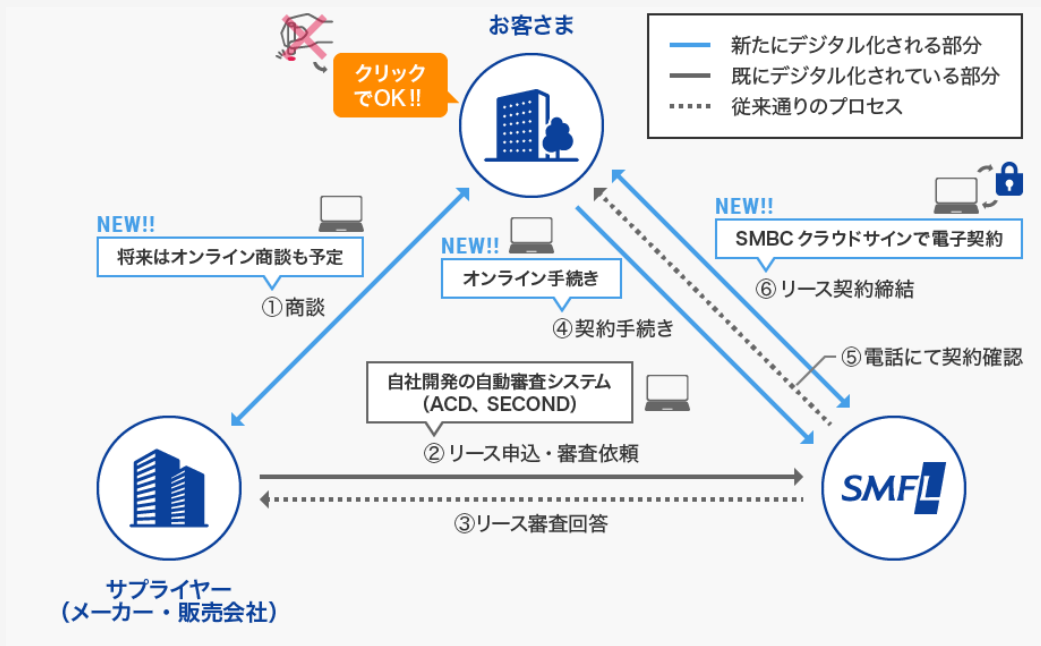 お客さま
クリック
でOK!!
新たにデジタル化される部分
既にデジタル化されている部分
従来通りのプロセス
NEW!!
将来はオンライン商談も予定
①商談
NEW!!
オンライン手続き
④契約手続き
NEW!!
SMBCクラウドサインで電子契約
⑥リース契約締結
⑤電話にて契約確認
自社開発の自動審査システム
(ACD、SECOND)
②リース申込・審査依頼
③リース審査回答
SMFL
サプライヤー
(メーカー・販売会社)